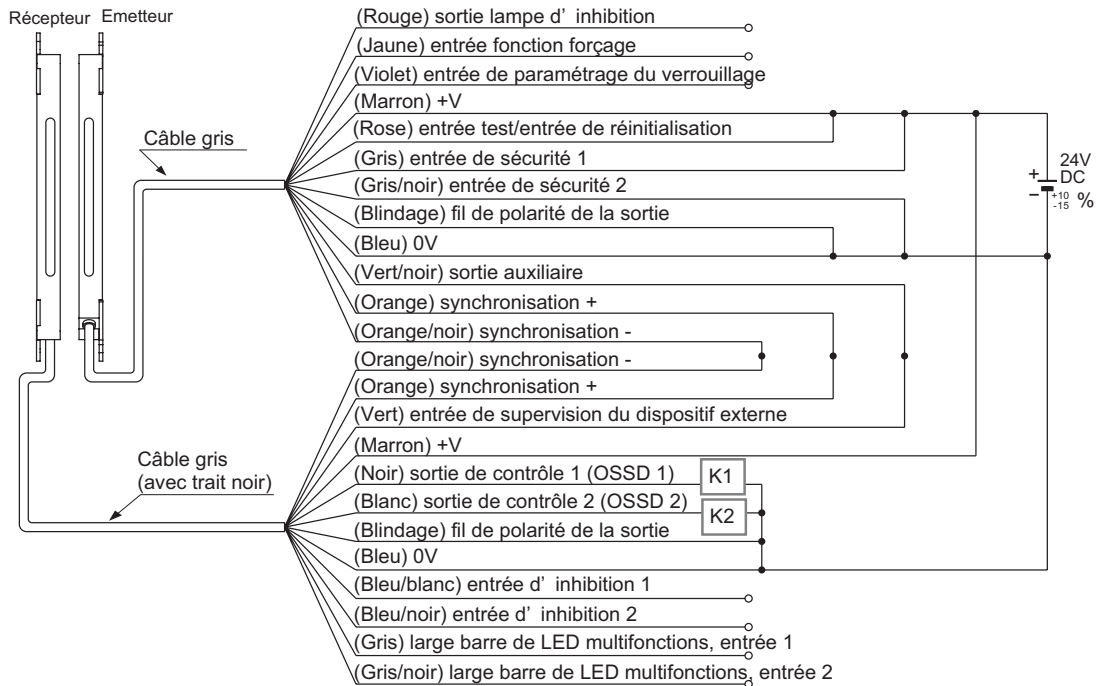 Récepteur
Emetteur
Câble gris
(Rouge) sortie lampe d' inhibition
(Jaune) entrée fonction forçage
(Violet) entrée de paramétrage du verrouillage
(Marron) +V
(Rose) entrée test/entrée de réinitialisation
(Gris) entrée de sécurité 1
(Gris/noir) entrée de sécurité 2
(Blindage) fil de polarité de la sortie
(Bleu) 0V
(Vert/noir) sortie auxiliaire
(Orange) synchronisation +
(Orange/noir) synchronisation -
24V
DC
+
−
+10
-15 %
Câble gris
(avec trait noir)
(Orange/noir) synchronisation -
(Orange) synchronisation +
(Vert) entrée de supervision du dispositif externe
(Marron) +V
(Noir) sortie de contrôle 1 (OSSD 1)
K1
(Blanc) sortie de contrôle 2 (OSSD 2)
K2
(Blindage) fil de polarité de la sortie
(Bleu) 0V
(Bleu/blanc) entrée d' inhibition 1
(Bleu/noir) entrée d' inhibition 2
(Gris) large barre de LED multifonctions, entrée 1
(Gris/noir) large barre de LED multifonctions, entrée 2